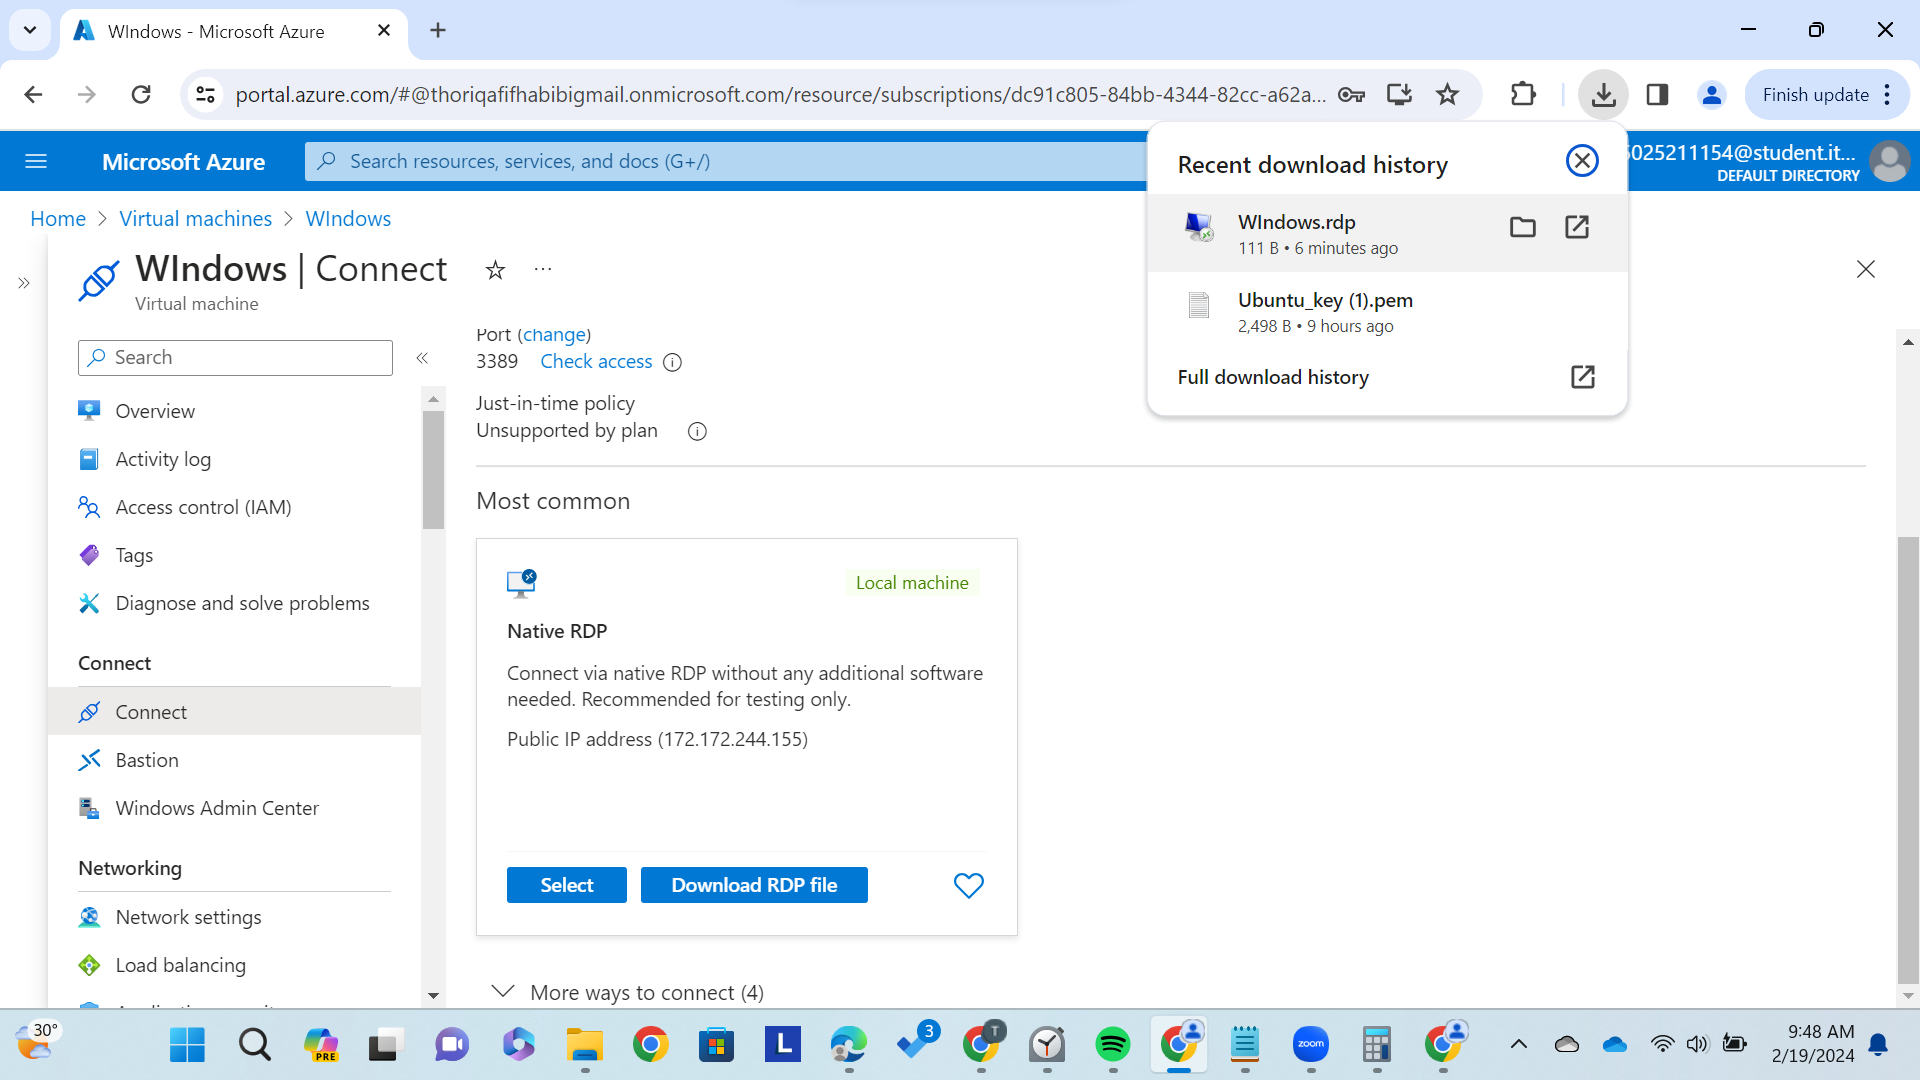 WIndows - Microsoft Azure
portal.azure.com/#@thoriqafifhabibigmail.onmicrosoft.com/resource/subscriptions/dc91c805-84bb-4344-82cc-a62a...
Finish update
Microsoft Azure
Search resources, services, and docs (G+/)
5025211154@student.it...
DEFAULT DIRECTORY
Recent download history
WIndows.rdp
111 B • 6 minutes ago
Ubuntu_key (1).pem
2,498 B • 9 hours ago
Full download history
Home > Virtual machines > WIndows
WIndows | Connect
Virtual machine
Search
Overview
Activity log
Access control (IAM)
Tags
Diagnose and solve problems
Connect
Connect
Bastion
Windows Admin Center
Networking
Network settings
Load balancing
Port (change)
3389 Check access
Just-in-time policy
Unsupported by plan
Most common
Local machine
Native RDP
Connect via native RDP without any additional software
needed. Recommended for testing only.
Public IP address (172.172.244.155)
Select
Download RDP file
More ways to connect (4)
30°
PRE
L
3
T
zoom
9:48 AM
2/19/2024